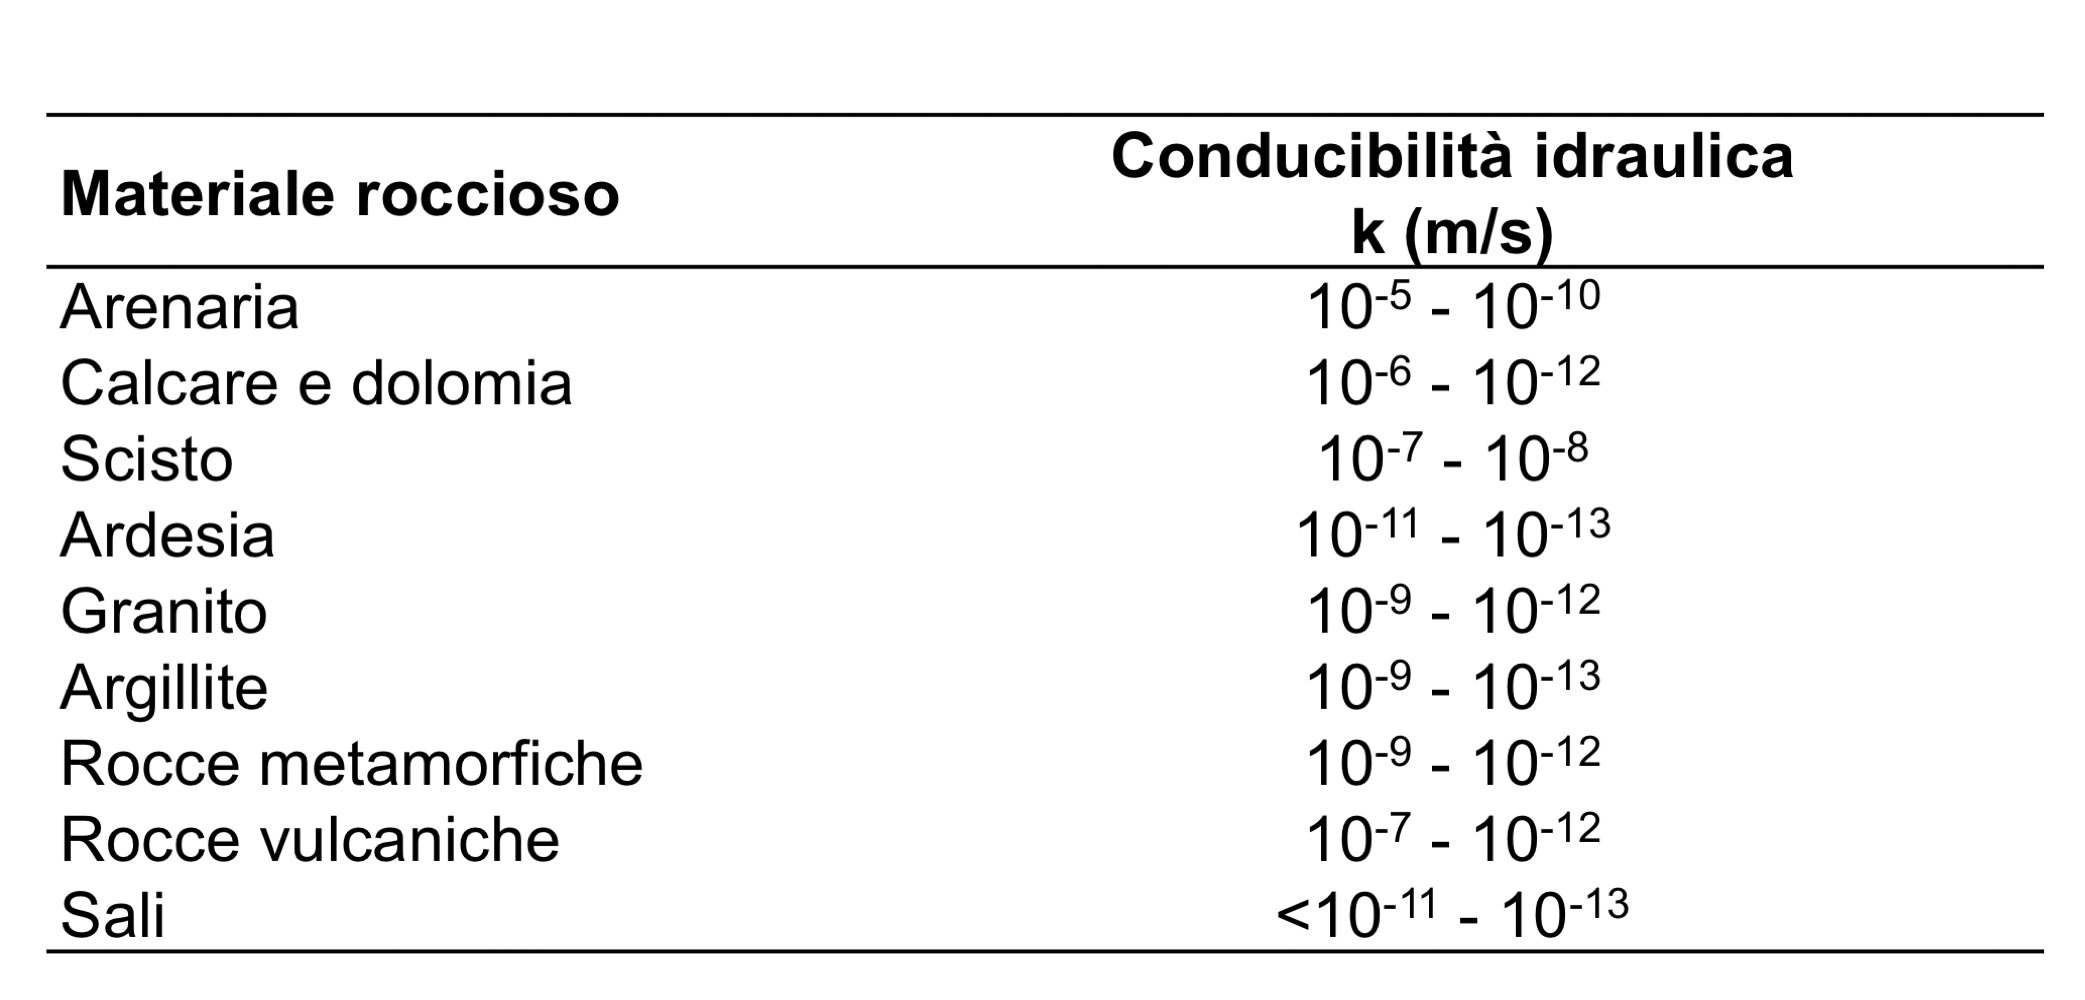 Materiale roccioso Conducibilità idraulica
k (m/s)
Arenaria 10⁻⁵ - 10⁻¹⁰
Calcare e dolomia 10⁻⁶ - 10⁻¹²
Scisto 10⁻⁷ - 10⁻⁸
Ardesia 10⁻¹¹ - 10⁻¹³
Granito 10⁻⁹ - 10⁻¹²
Argillite 10⁻⁹ - 10⁻¹³
Rocce metamorfiche 10⁻⁹ - 10⁻¹²
Rocce vulcaniche 10⁻⁷ - 10⁻¹²
Sali <10⁻¹¹ - 10⁻¹³